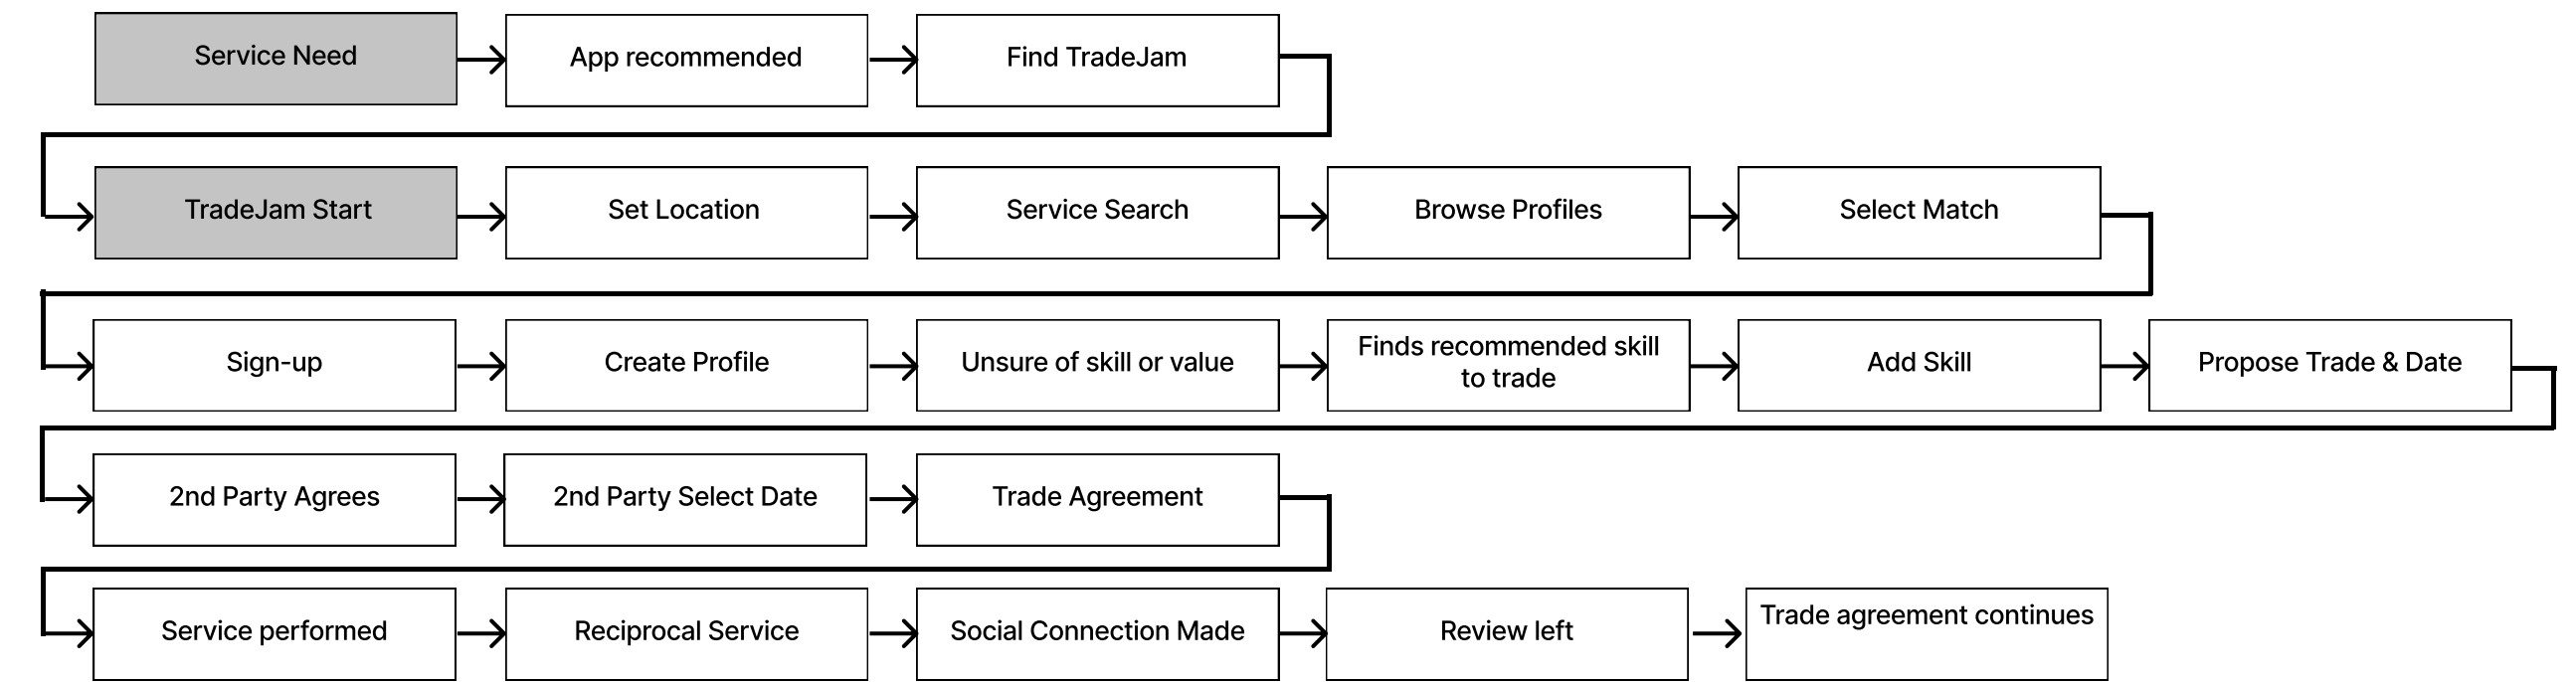 Service Need
App recommended
Find TradeJam
TradeJam Start
Set Location
Service Search
Browse Profiles
Select Match
Sign-up
Create Profile
Unsure of skill or value
Finds recommended skill
to trade
Add Skill
Propose Trade & Date
2nd Party Agrees
2nd Party Select Date
Trade Agreement
Service performed
Reciprocal Service
Social Connection Made
Review left
Trade agreement continues